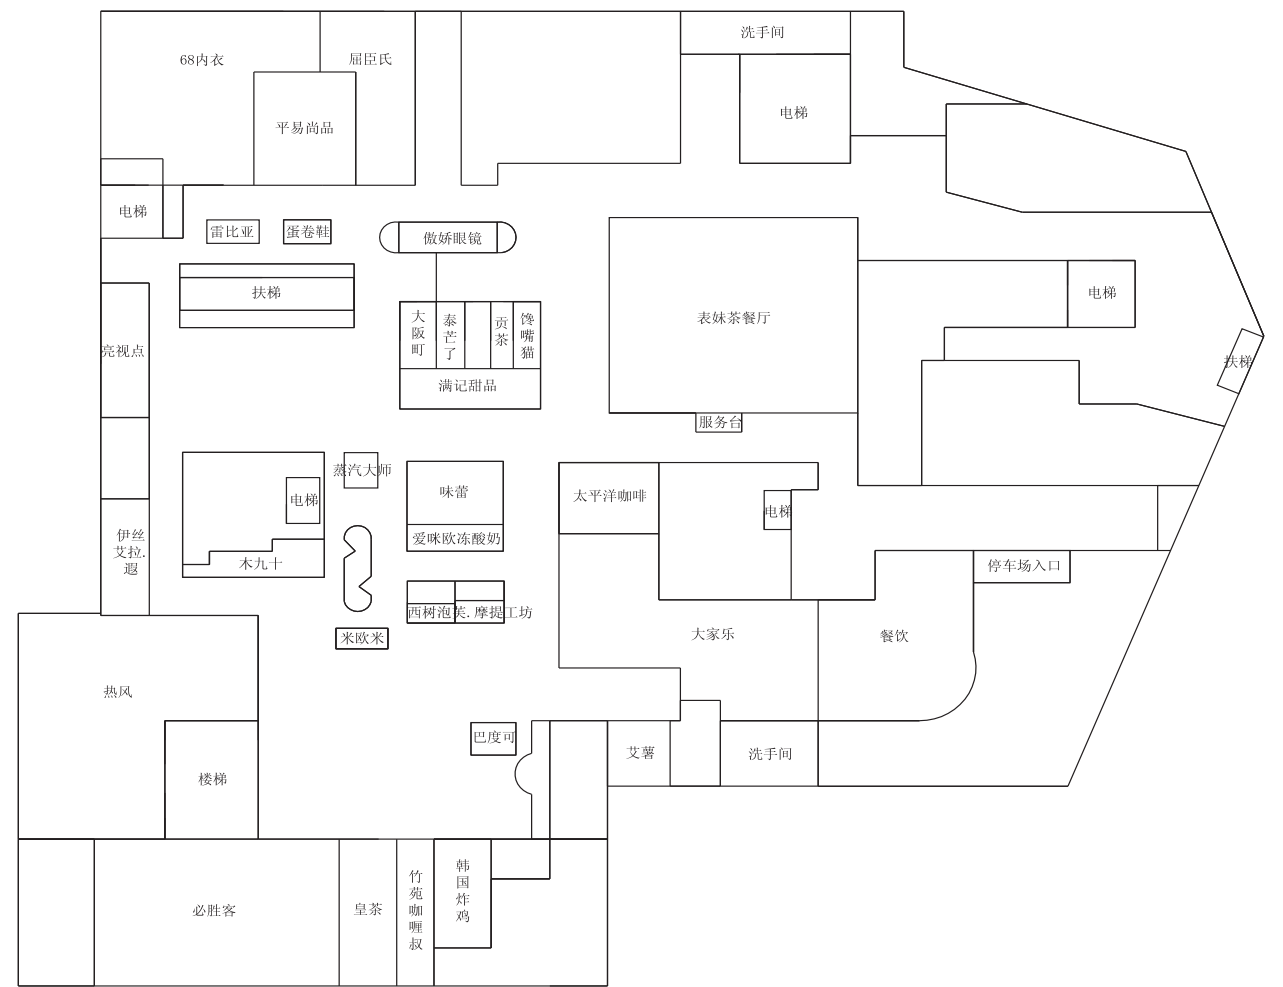 洗手间
68内衣
屈臣氏
电梯
平易尚品
电梯
雷比亚
蛋卷鞋
傲娇眼镜
扶梯
电梯
大阪町
泰芒了
贡茶
馋嘴猫
表妹茶餐厅
亮视点
扶梯
满记甜品
服务台
蒸汽大师
味蕾
太平洋咖啡
电梯
电梯
伊丝
艾拉.
遐
爱咪欧冻酸奶
木九十
停车场入口
西树泡芙.摩提工坊
米欧米
大家乐
餐饮
热风
巴度可
艾薯
洗手间
楼梯
必胜客
皇茶
竹苑咖喱叔
韩国炸鸡